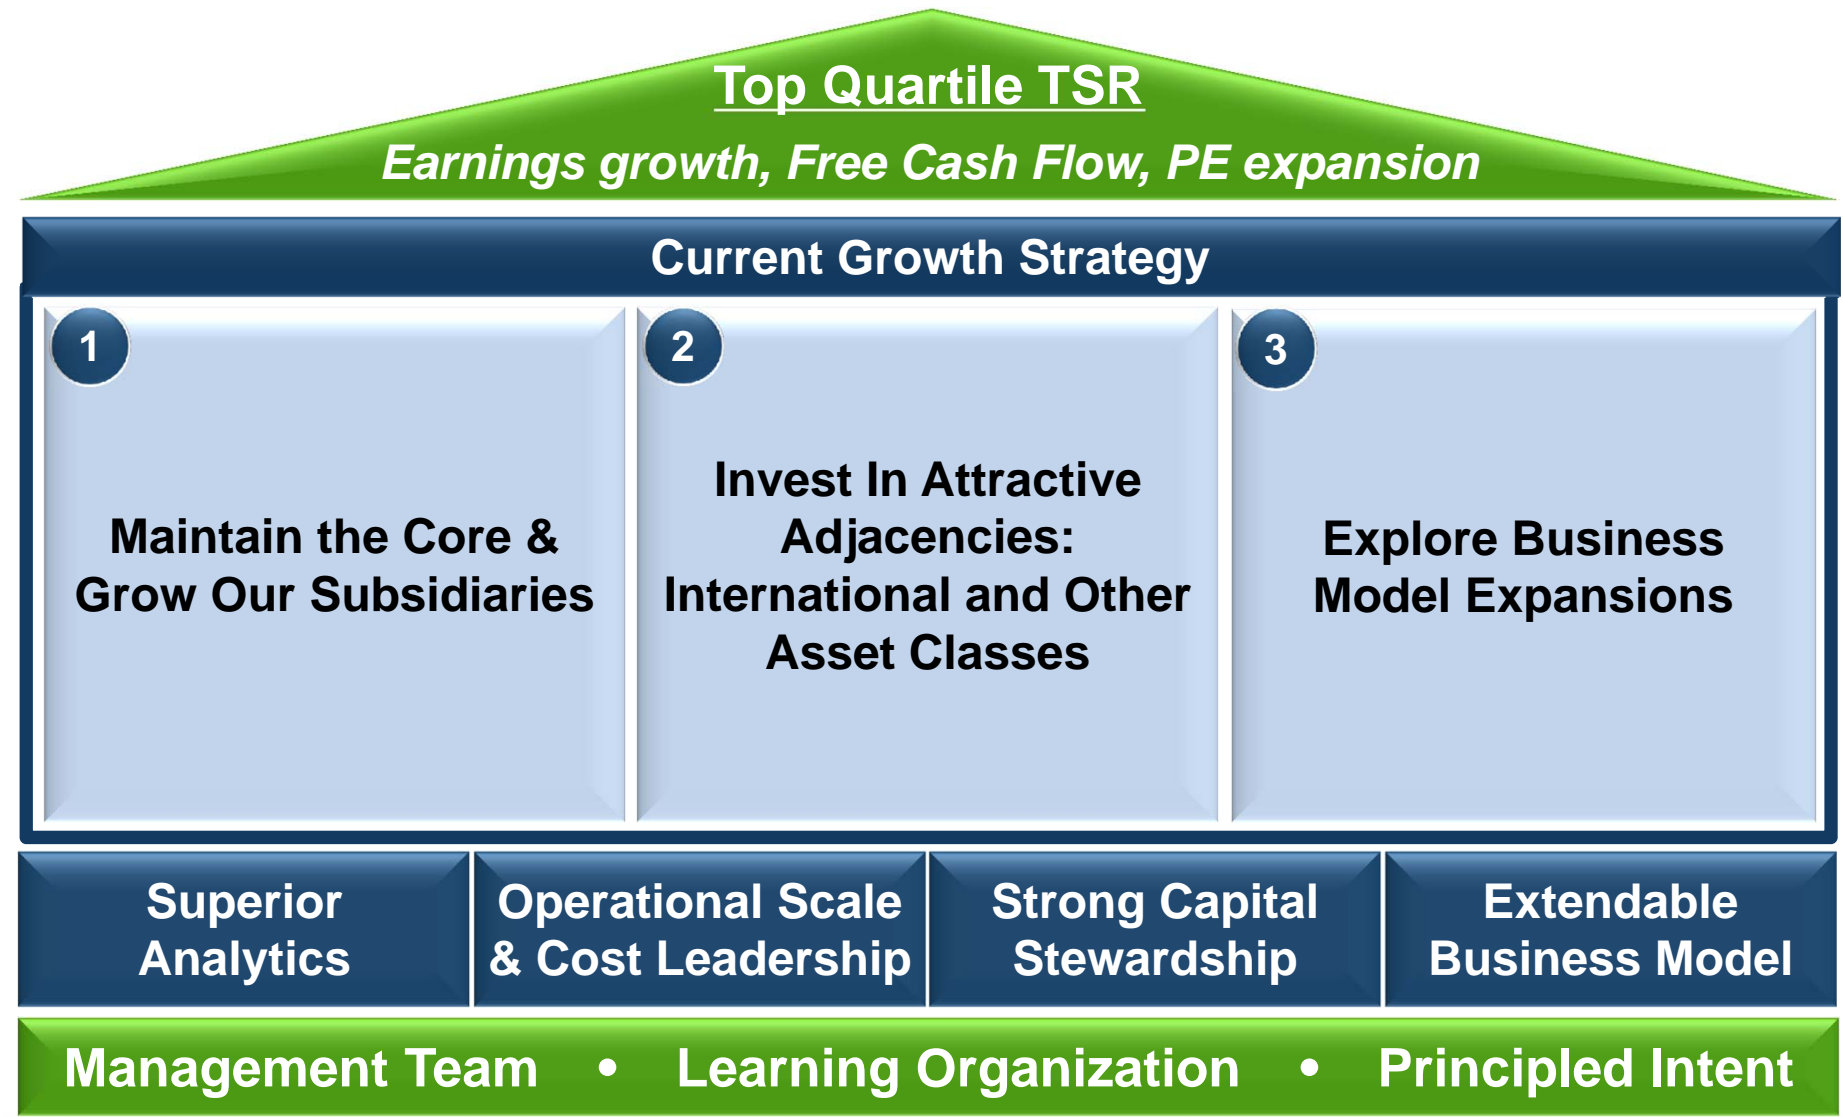 Top Quartile TSR
Earnings growth, Free Cash Flow, PE expansion
Current Growth Strategy
1
Maintain the Core &
Grow Our Subsidiaries
2
Invest In Attractive
Adjacencies:
International and Other
Asset Classes
3
Explore Business
Model Expansions
Superior
Analytics
Operational Scale
& Cost Leadership
Strong Capital
Stewardship
Extendable
Business Model
Management Team • Learning Organization • Principled Intent